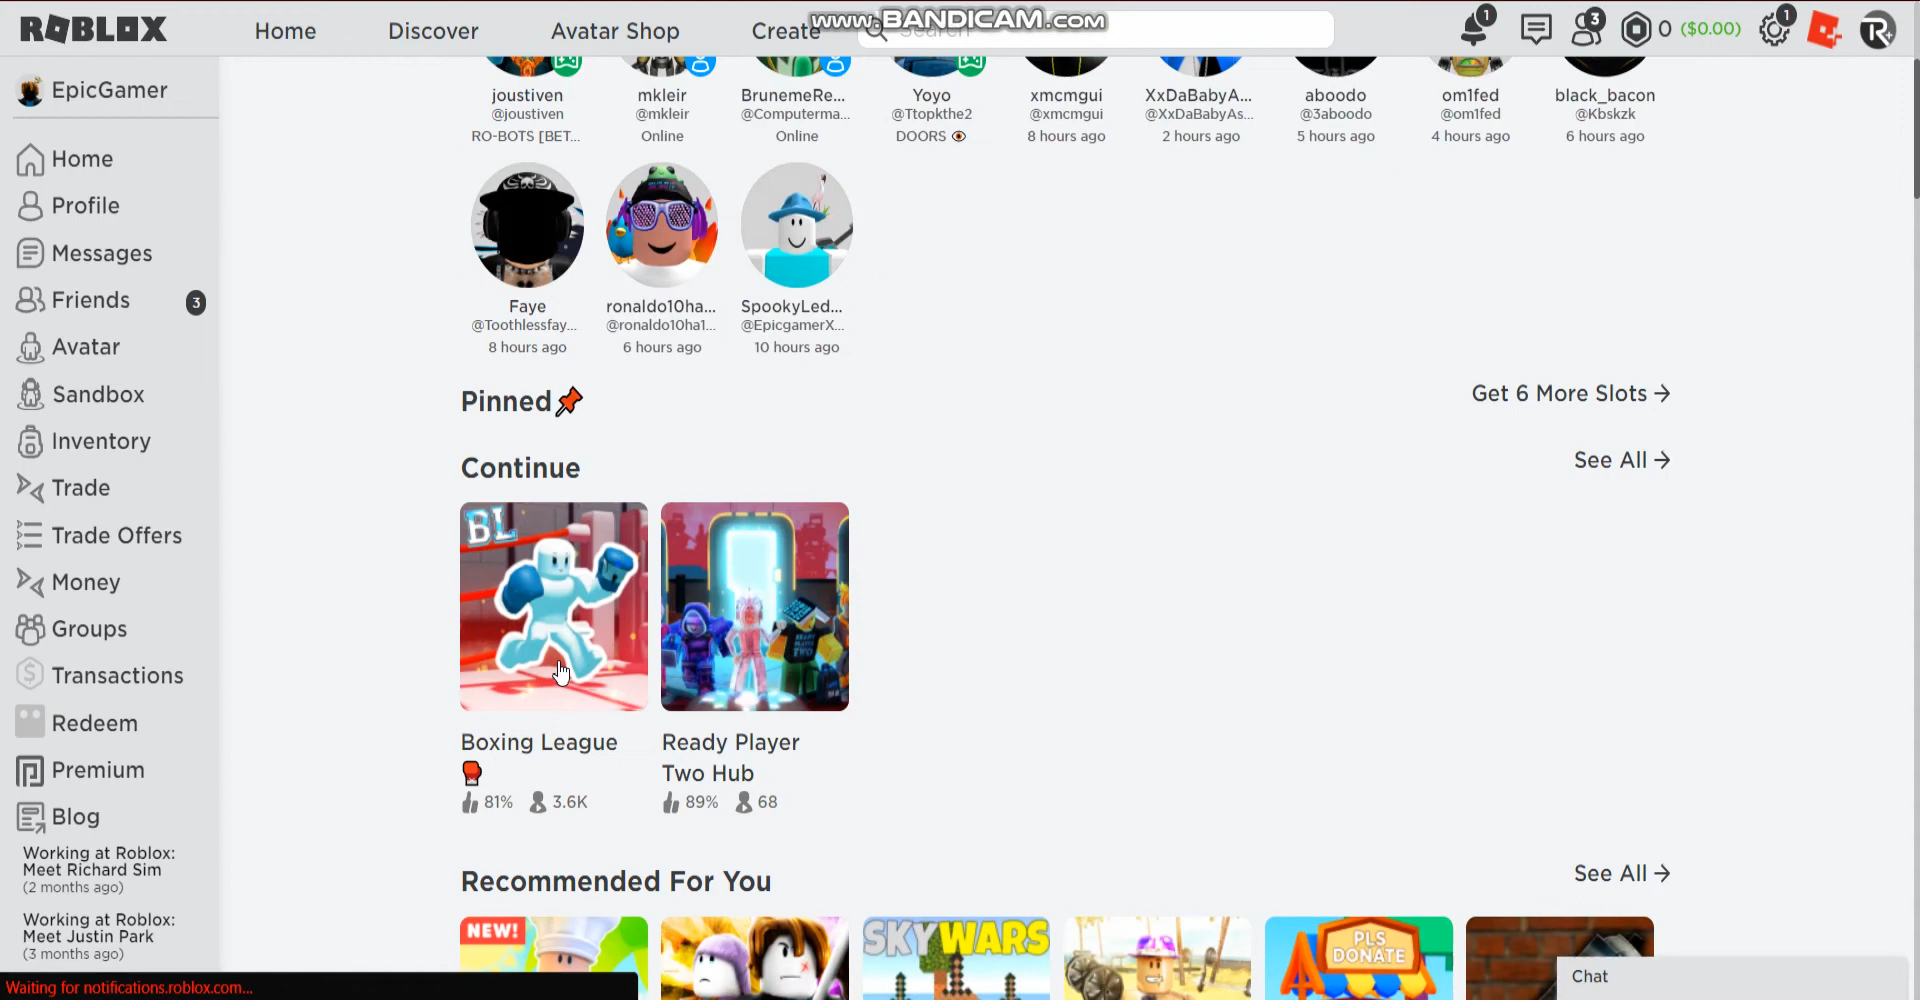 ROBLOX
Home
Discover
Avatar Shop
Create
www.BANDICAM.com
Search
1
3
0
($0.00)
1
EpicGamer
Home
Profile
Messages
Friends
3
Avatar
Sandbox
Inventory
Trade
Trade Offers
Money
Groups
Transactions
Redeem
Premium
Blog
Working at Roblox:
Meet Richard Sim
(2 months ago)
Working at Roblox:
Meet Justin Park
(3 months ago)
Waiting for notifications.roblox.com...
joustiven
@joustiven
RO-BOTS [BET...
mkleir
@mkleir
Online
BrunemeRe...
@Computerma...
Online
Yoyo
@Ttopkthe2
DOORS 👁
xmcmgui
@xmcmgui
8 hours ago
XxDaBabyA...
@XxDaBabyAs...
2 hours ago
aboodo
@3aboodo
5 hours ago
om1fed
@om1fed
4 hours ago
black_bacon
@Kbskzk
6 hours ago
Faye
@Toothlessfay...
8 hours ago
ronaldo10ha...
@ronaldo10ha1...
6 hours ago
SpookyLed...
@EpicgamerX...
10 hours ago
Pinned📌
Get 6 More Slots →
Continue
See All →
BL
Boxing League
🥊
81% 3.6K
READY
PLAYER
TWO
Ready Player
Two Hub
89% 68
Recommended For You
See All →
NEW!
SKYWARS
PLS
DONATE
Chat